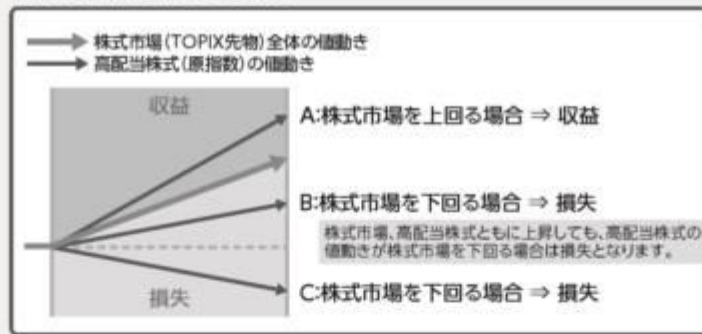 株式市場(TOPIX先物)全体の値動き
高配当株式(原指数)の値動き
収益
A:株式市場を上回る場合 ⇒ 収益
B:株式市場を下回る場合 ⇒ 損失
株式市場、高配当株式ともに上昇しても、高配当株式の
値動きが株式市場を下回る場合は損失となります。
損失
C:株式市場を下回る場合 ⇒ 損失